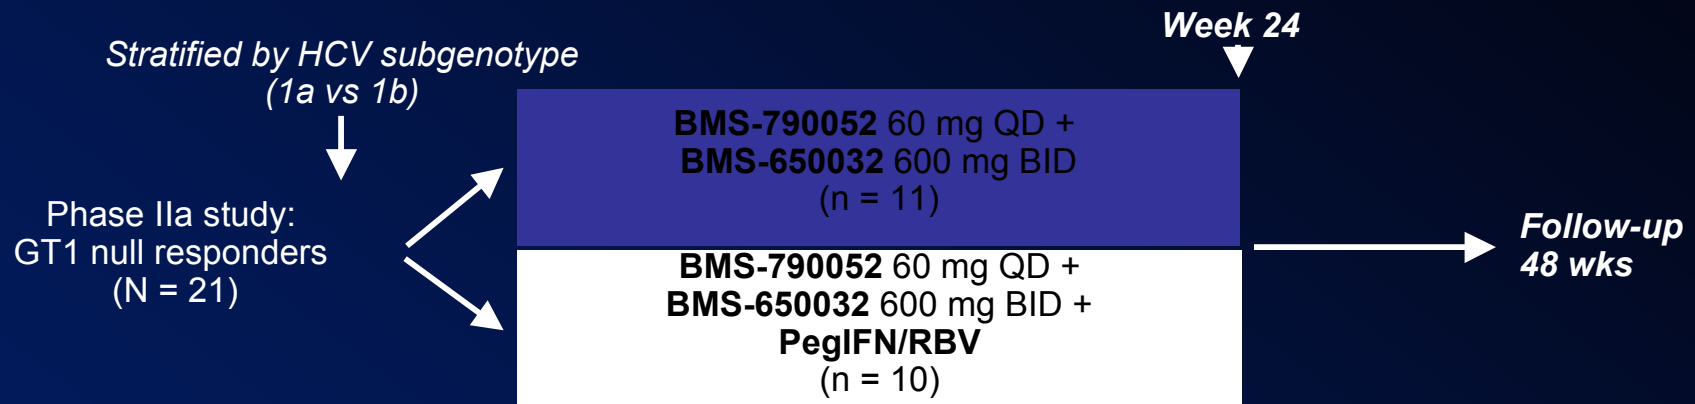 Week 24
Stratified by HCV subgenotype
(1a vs 1b)
BMS-790052 60 mg QD +
BMS-650032 600 mg BID
(n = 11)
Phase IIa study:
GT1 null responders
(N = 21)
BMS-790052 60 mg QD +
BMS-650032 600 mg BID +
PegIFN/RBV
(n = 10)
Follow-up
48 wks